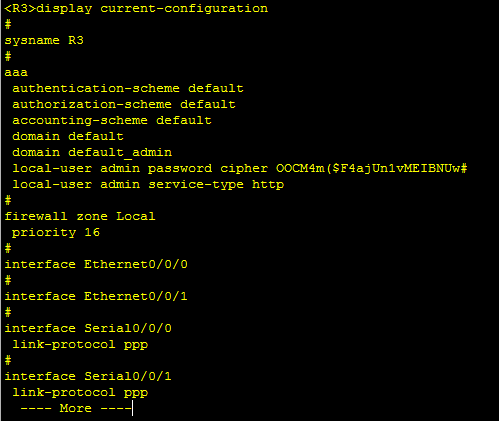 <R3>display current-configuration
#
sysname R3
#
aaa
authentication-scheme default
authorization-scheme default
accounting-scheme default
domain default
domain default_admin
local-user admin password cipher OOCM4m($F4ajUn1vMEIBNUw#
local-user admin service-type http
#
firewall zone Local
priority 16
#
interface Ethernet0/0/0
#
interface Ethernet0/0/1
#
interface Serial0/0/0
link-protocol ppp
#
interface Serial0/0/1
link-protocol ppp
---- More ----